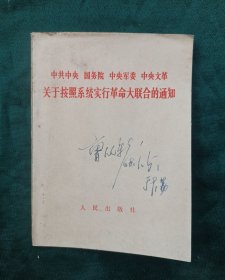 中共中央 国务院 中央军委 中央文革
关于按照系统实行革命大联合的通知
人民出版社